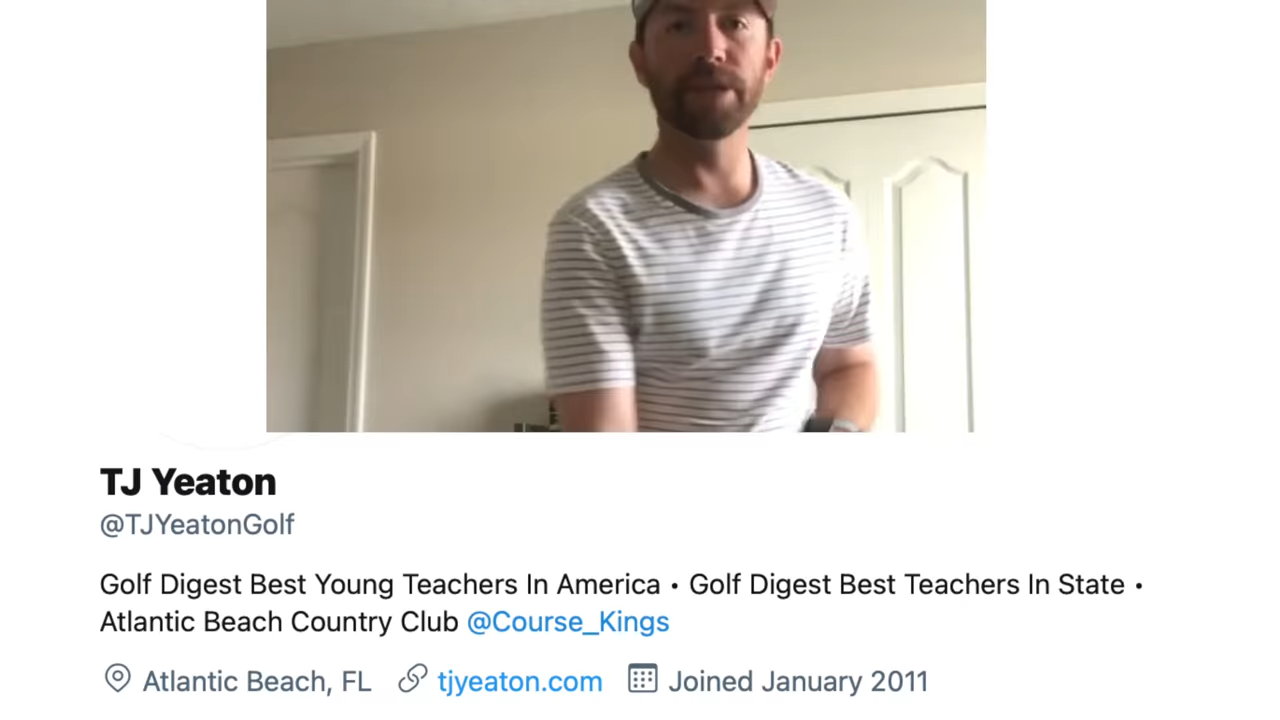 TJ Yeaton
@TJYeatonGolf
Golf Digest Best Young Teachers In America • Golf Digest Best Teachers In State •
Atlantic Beach Country Club @Course_Kings
Atlantic Beach, FL tjyeaton.com Joined January 2011